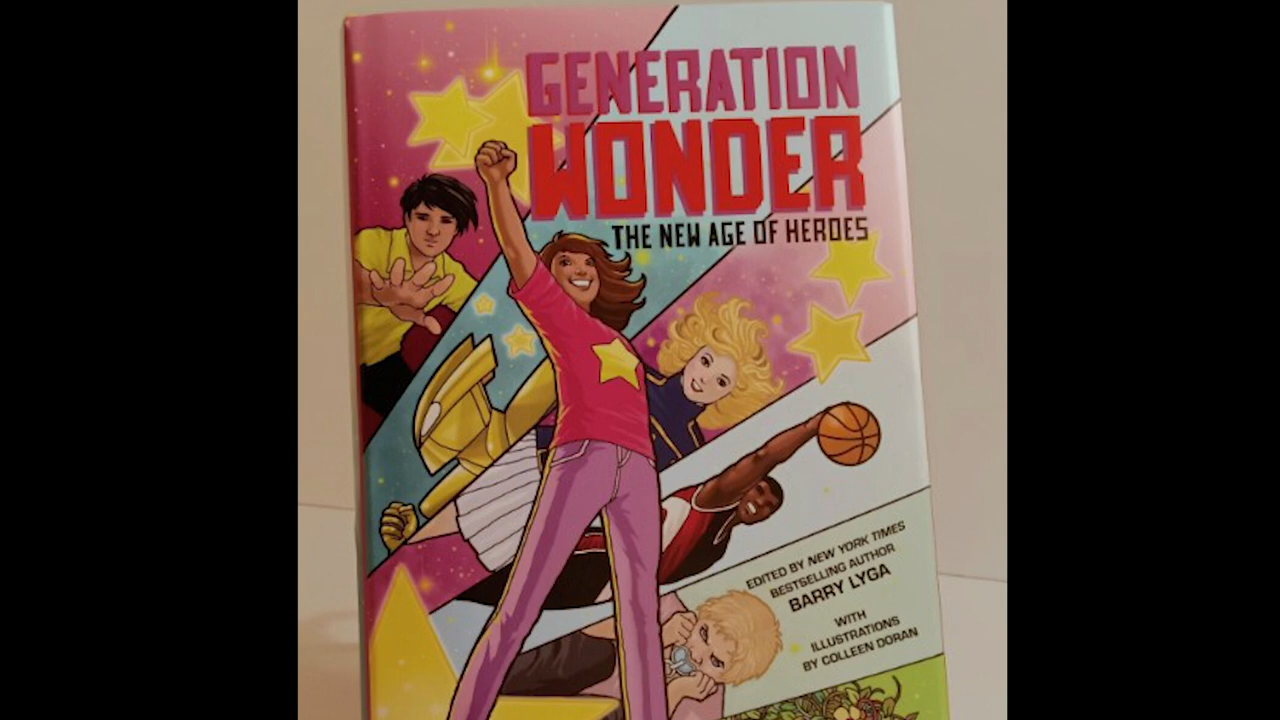 GENERATION
WONDER
THE NEW AGE OF HEROES
EDITED BY NEW YORK TIMES
BESTSELLING AUTHOR
BARRY LYGA
WITH
ILLUSTRATIONS
BY COLLEEN DORAN